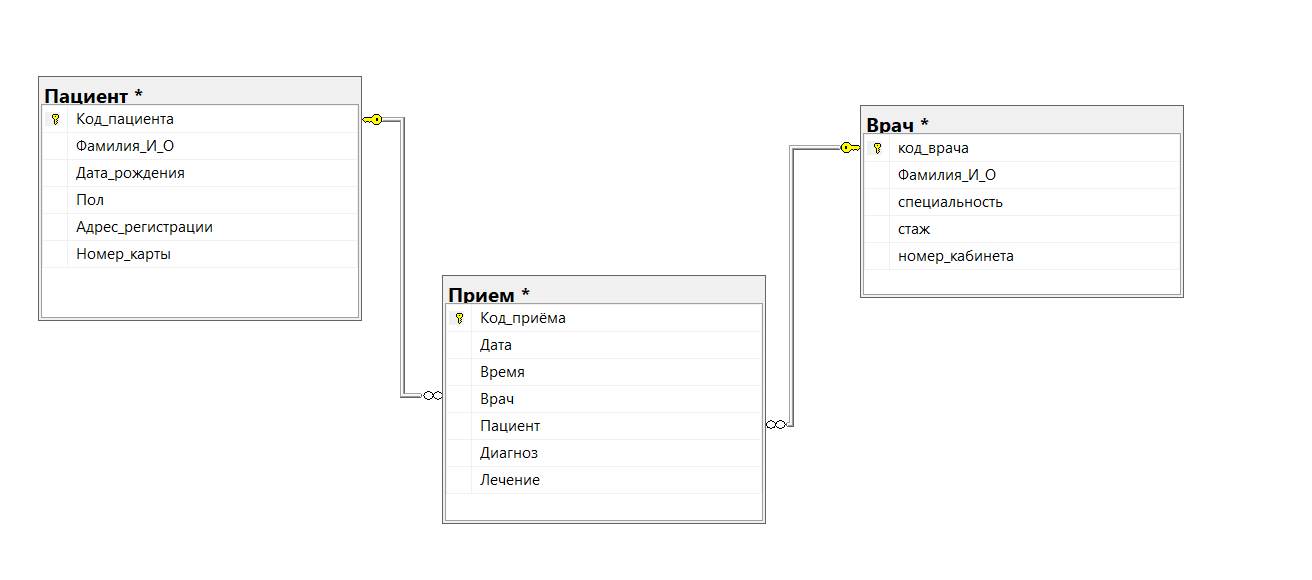 Пациент *
Код_пациента
Фамилия_И_О
Дата_рождения
Пол
Адрес_регистрации
Номер_карты
Прием *
Код_приёма
Дата
Время
Врач
Пациент
Диагноз
Лечение
Врач *
код_врача
Фамилия_И_О
специальность
стаж
номер_кабинета